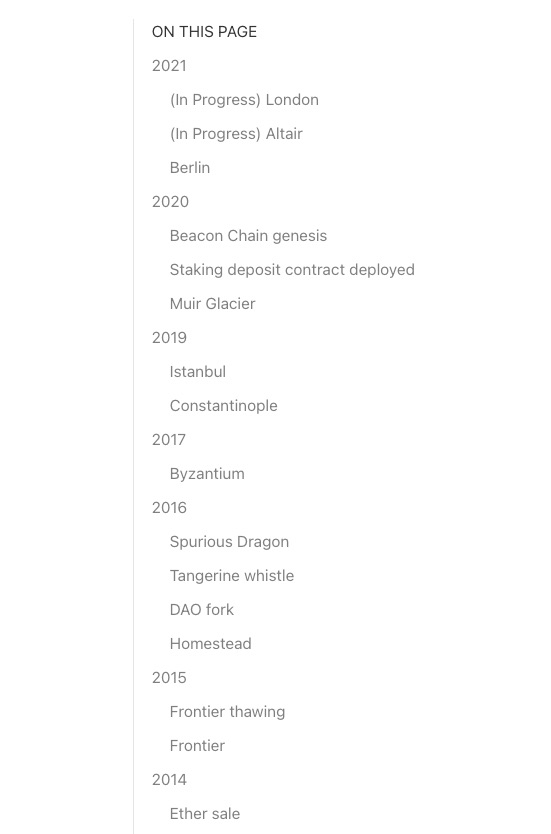 ON THIS PAGE
2021
(In Progress) London
(In Progress) Altair
Berlin
2020
Beacon Chain genesis
Staking deposit contract deployed
Muir Glacier
2019
Istanbul
Constantinople
2017
Byzantium
2016
Spurious Dragon
Tangerine whistle
DAO fork
Homestead
2015
Frontier thawing
Frontier
2014
Ether sale